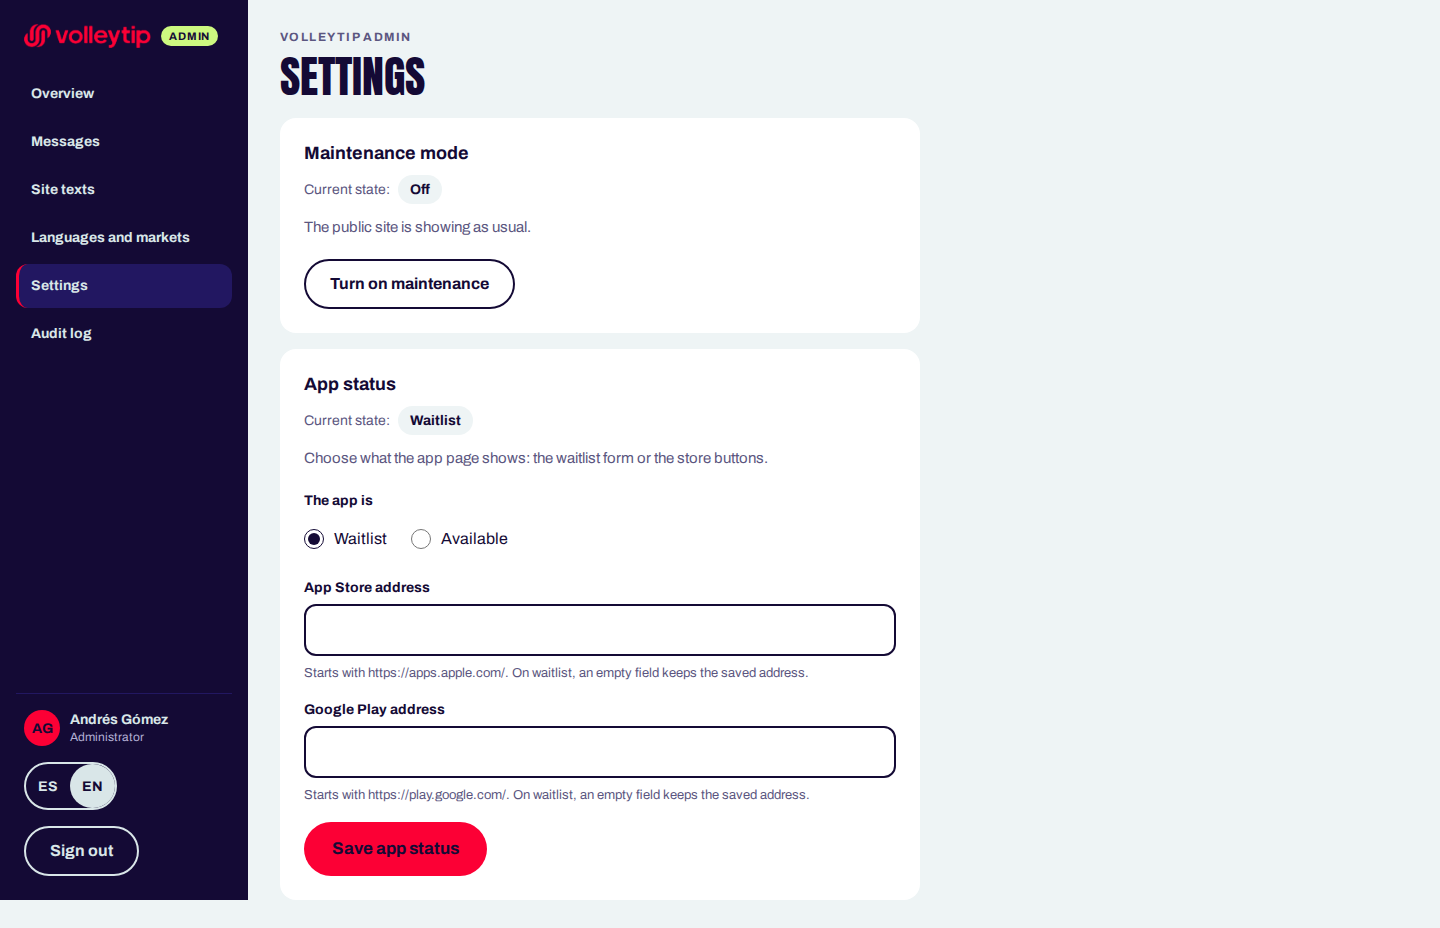 volleytip ADMIN
Overview
Messages
Site texts
Languages and markets
Settings
Audit log
AG
Andrés Gómez
Administrator
ES EN
Sign out
VOLLEYTIP ADMIN
SETTINGS
Maintenance mode
Current state: Off
The public site is showing as usual.
Turn on maintenance
App status
Current state: Waitlist
Choose what the app page shows: the waitlist form or the store buttons.
The app is
Waitlist Available
App Store address
Starts with https://apps.apple.com/. On waitlist, an empty field keeps the saved address.
Google Play address
Starts with https://play.google.com/. On waitlist, an empty field keeps the saved address.
Save app status